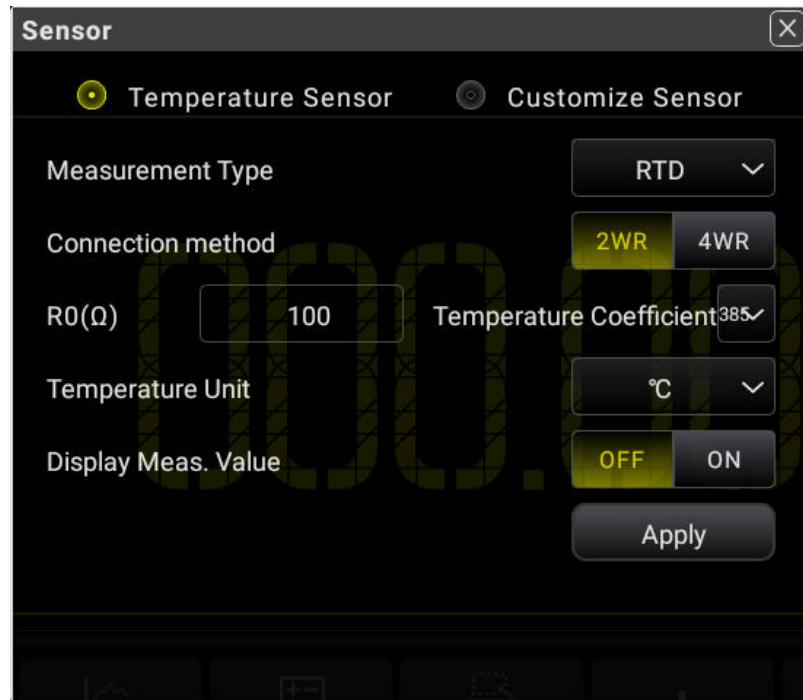 Sensor
Temperature Sensor Customize Sensor
Measurement Type RTD
Connection method 2WR 4WR
R0(Ω) 100 Temperature Coefficient 385
Temperature Unit ℃
Display Meas. Value OFF ON
Apply